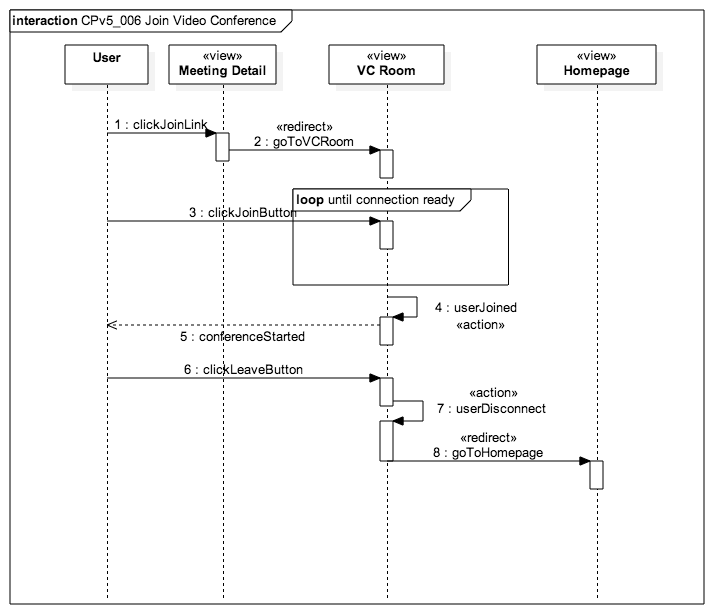 interaction CPv5_006 Join Video Conference
User
«view»
Meeting Detail
«view»
VC Room
«view»
Homepage
1 : clickJoinLink
«redirect»
2 : goToVCRoom
loop until connection ready
3 : clickJoinButton
4 : userJoined
«action»
5 : conferenceStarted
6 : clickLeaveButton
«action»
7 : userDisconnect
«redirect»
8 : goToHomepage